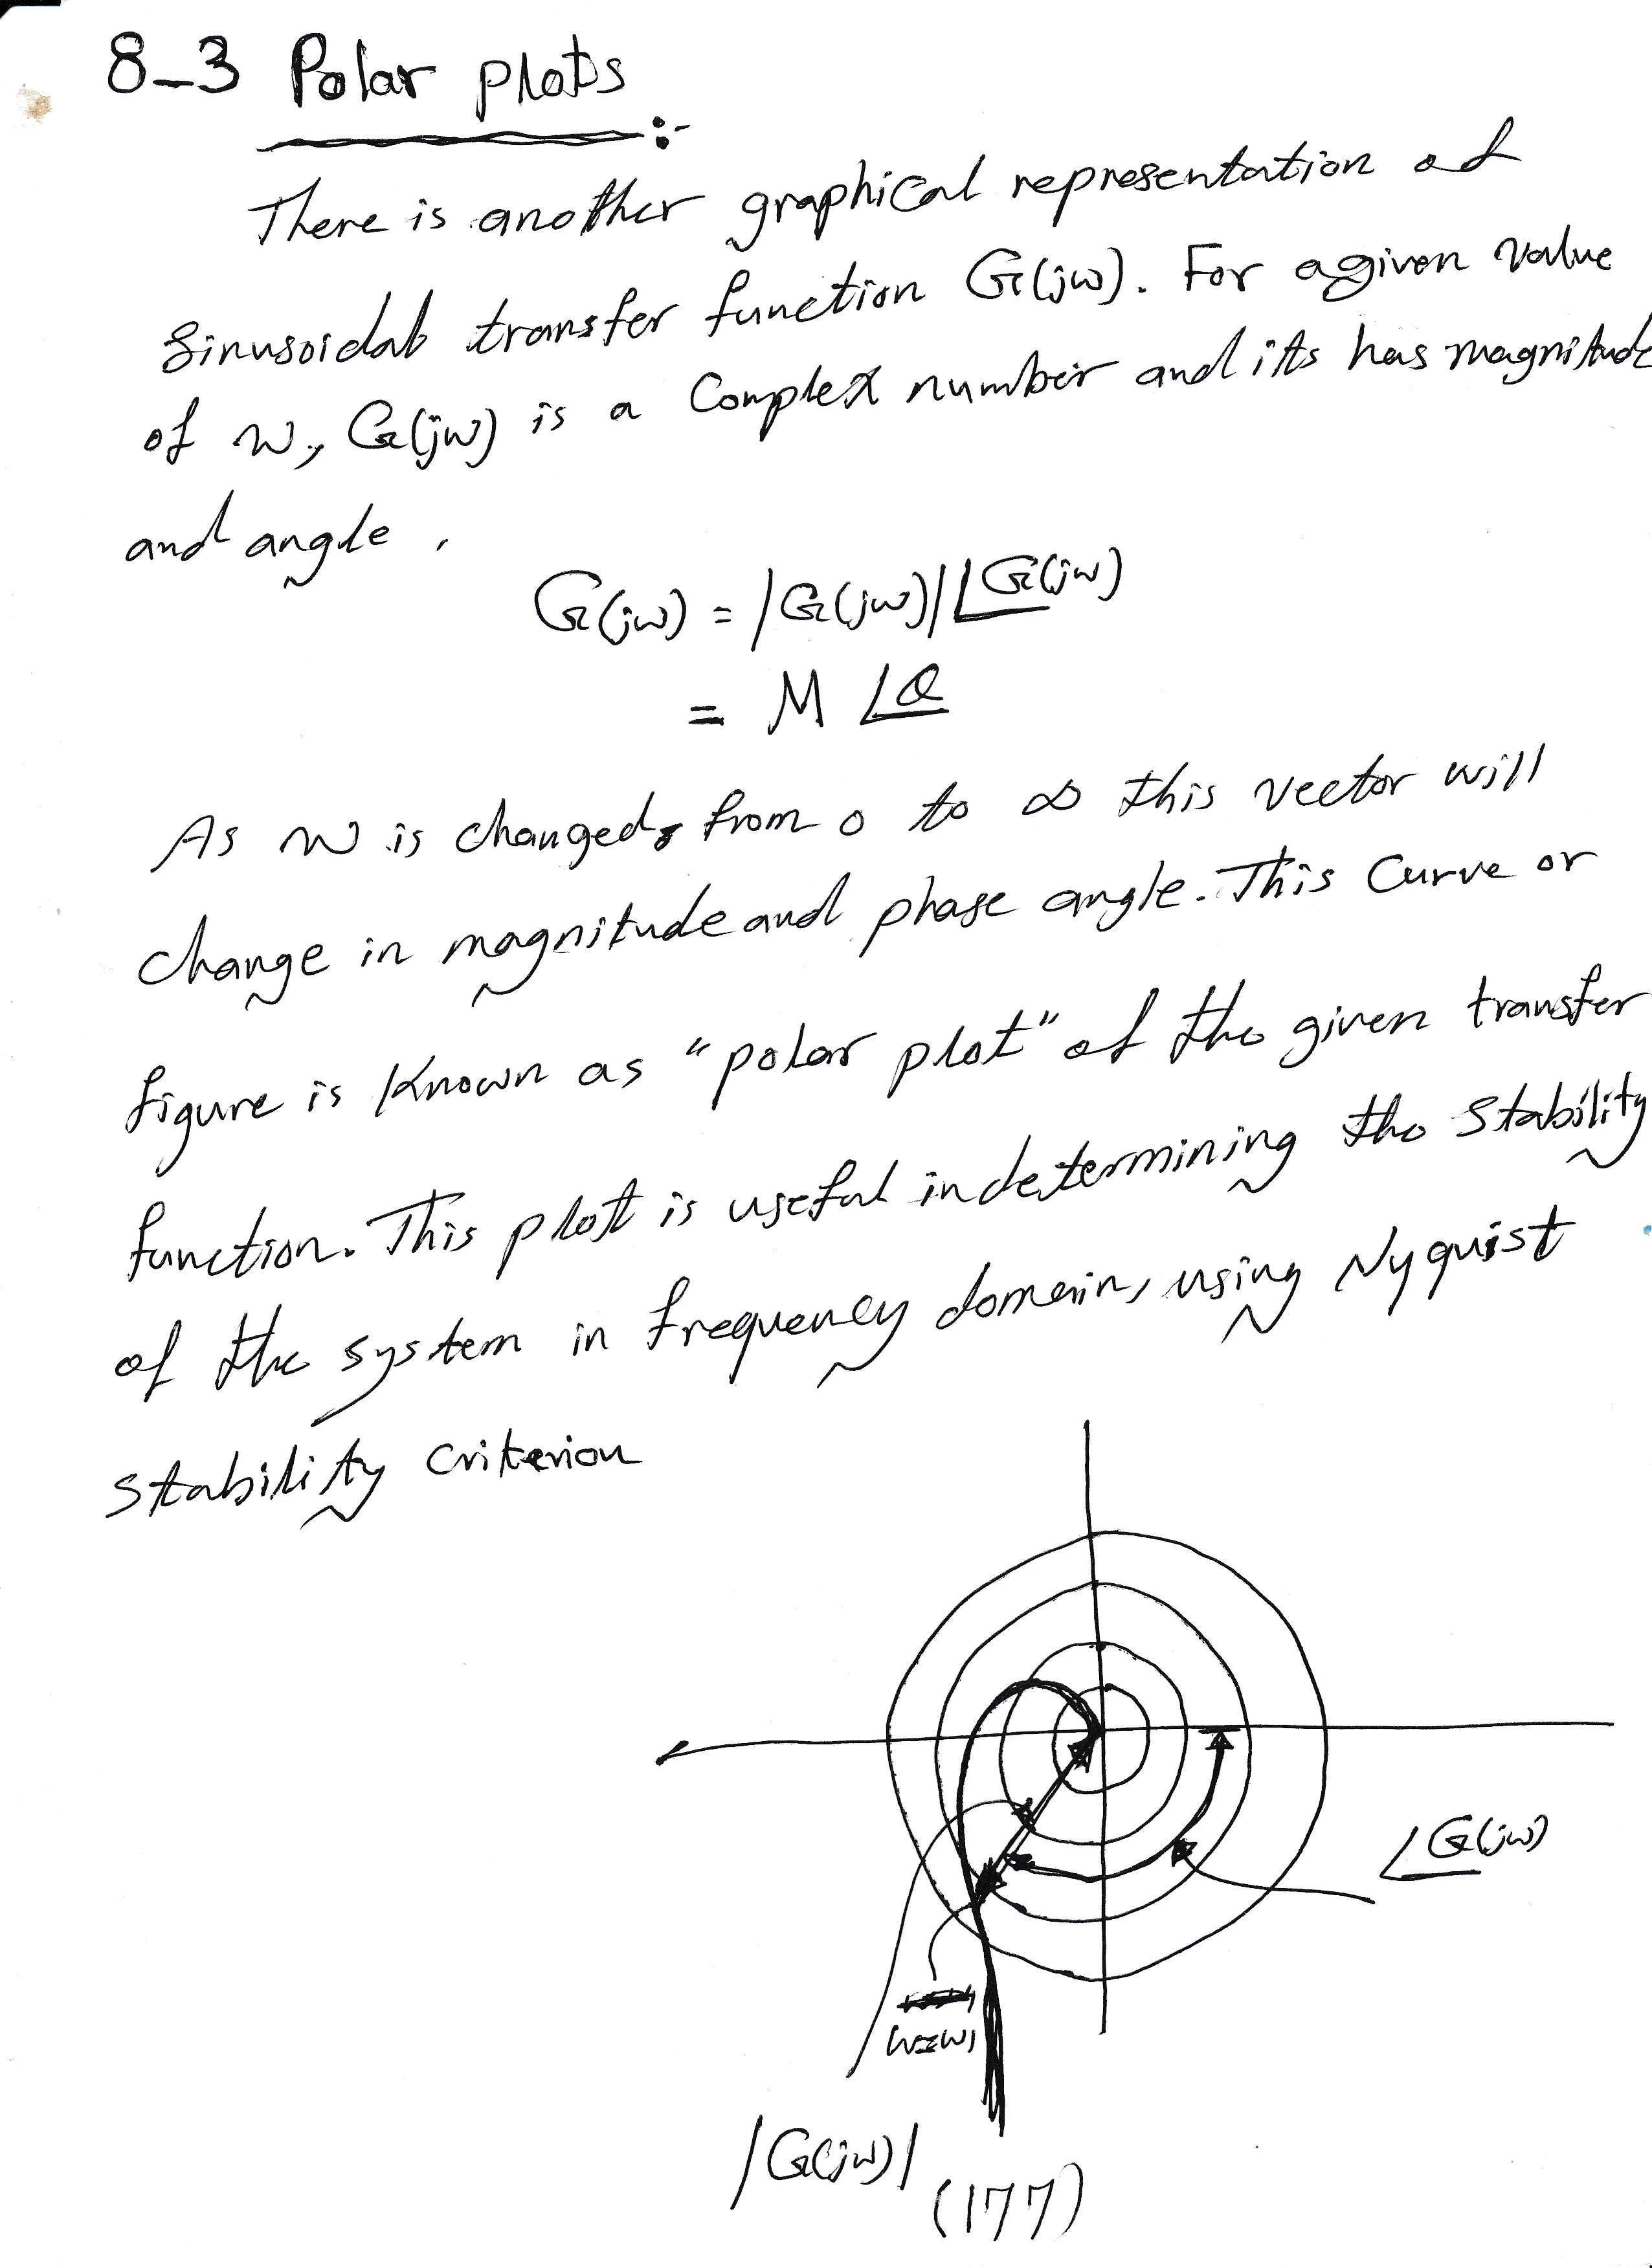 8-3 Polar plots :-
There is another graphical representation of
sinusoidal transfer function G(jw). For a given value
of w, G(jw) is a Complex number and its has magnitude
and angle.
G(jw) = |G(jw)| ∠G(jw)
= M ∠θ
As w is changed, from 0 to ∞ this vector will
change in magnitude and phase angle. This Curve or
figure is known as "polar plot" of the given transfer
function. This plot is useful in determining the stability
of the system in frequency domain, using Nyquist
stability criterion
∠G(jw)
w=w1
|G(jw)|
(177)